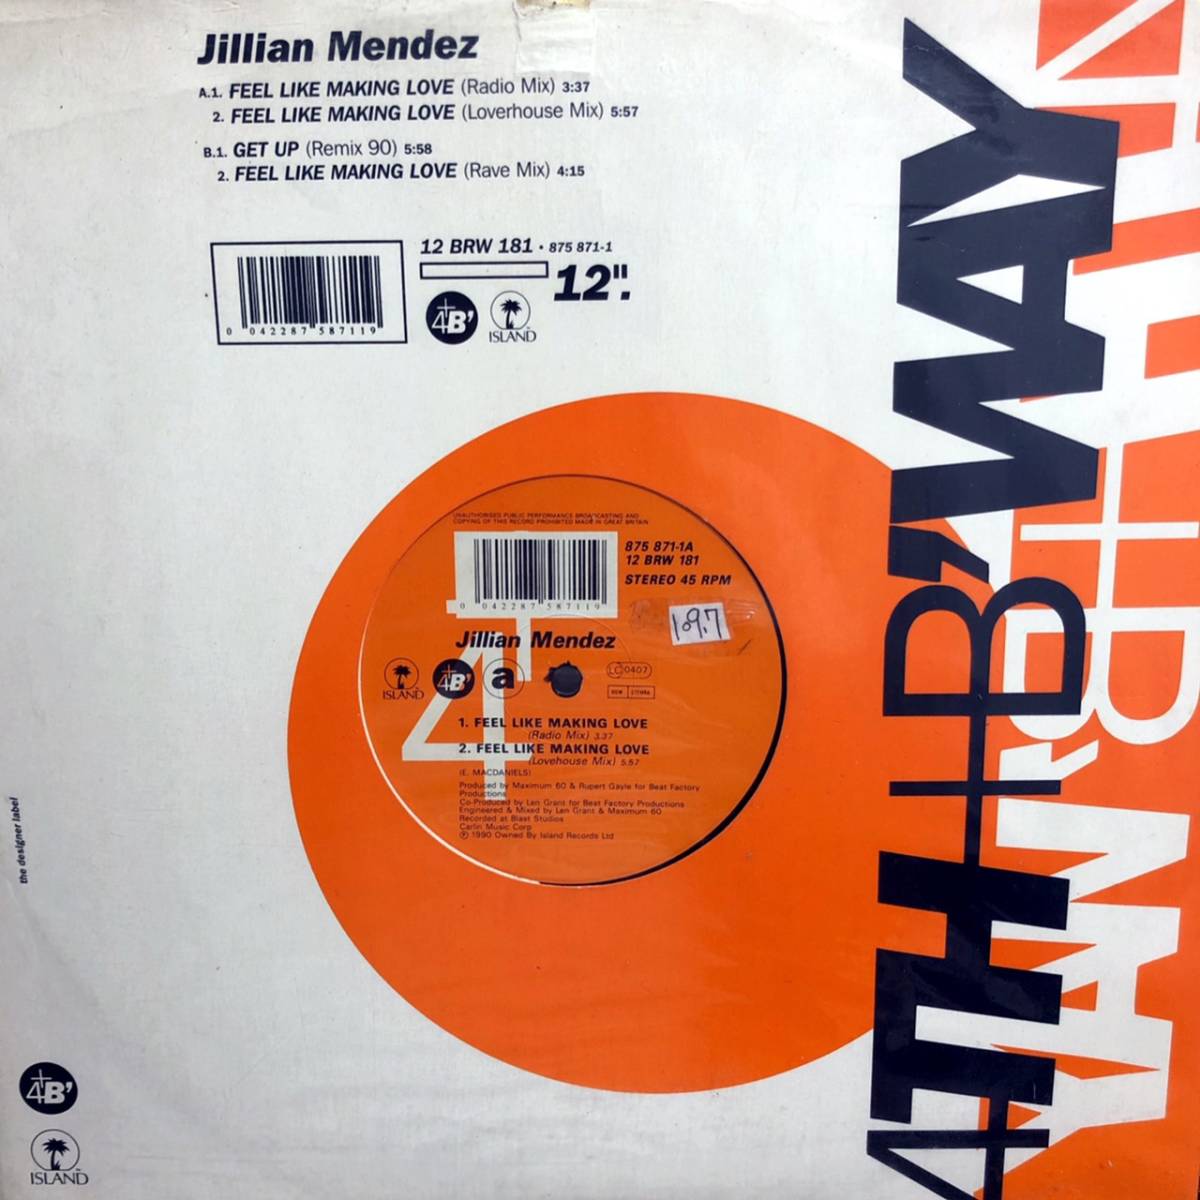 Jillian Mendez
A.1. FEEL LIKE MAKING LOVE (Radio Mix) 3:37
2. FEEL LIKE MAKING LOVE (Loverhouse Mix) 5:57
B.1. GET UP (Remix 90) 5:58
2. FEEL LIKE MAKING LOVE (Rave Mix) 4:15
12 BRW 181 • 875 871-1
12".
0 042287 587119
4B'
ISLAND
4TH B'WAY
UNAUTHORISED PUBLIC PERFORMANCE BROADCASTING AND
COPYING OF THIS RECORD PROHIBITED MADE IN GREAT BRITAIN
875 871-1A
12 BRW 181
STEREO 45 RPM
0 042287 587119
109.7
Jillian Mendez
ISLAND
4B'
a
LC 0407
STEMRA
1. FEEL LIKE MAKING LOVE
(Radio Mix) 3.37
2. FEEL LIKE MAKING LOVE
(Lovehouse Mix) 5.57
(E. MACDANIELS)
Produced by Maximum 60 & Rupert Gayle for Beat Factory
Productions
Co-Produced by Len Grant for Beat Factory Productions
Engineered & Mixed by Len Grant & Maximum 60
Recorded at Blast Studios
Carlin Music Corp
Ⓟ 1990 Owned By Island Records Ltd
the designer label
4B'
ISLAND